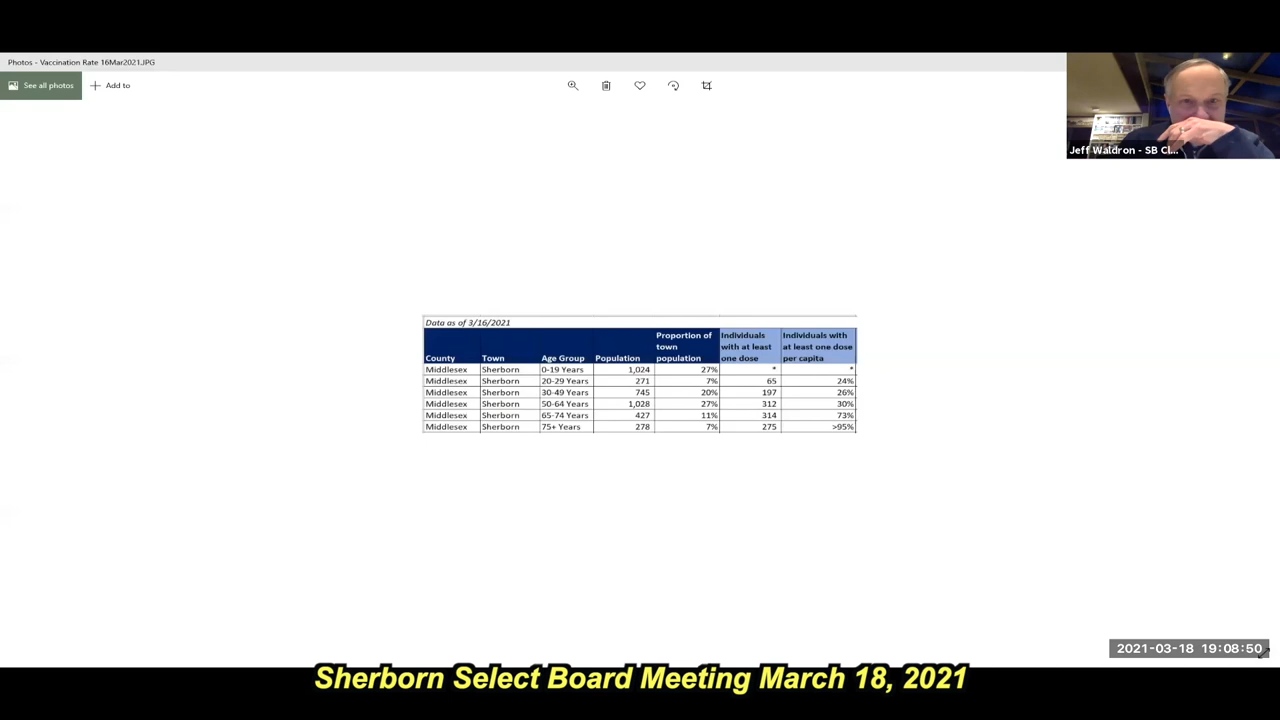 Photos - Vaccination Rate 16Mar2021.JPG
See all photos
Add to
Jeff Waldron - SB Cl...
Data as of 3/16/2021
County Town Age Group Population Proportion of town population Individuals with at least one dose Individuals with at least one dose per capita
Middlesex Sherborn 0-19 Years 1,024 27% * *
Middlesex Sherborn 20-29 Years 271 7% 65 24%
Middlesex Sherborn 30-49 Years 745 20% 197 26%
Middlesex Sherborn 50-64 Years 1,028 27% 312 30%
Middlesex Sherborn 65-74 Years 427 11% 314 73%
Middlesex Sherborn 75+ Years 278 7% 275 >95%
2021-03-18 19:08:50
Sherborn Select Board Meeting March 18, 2021